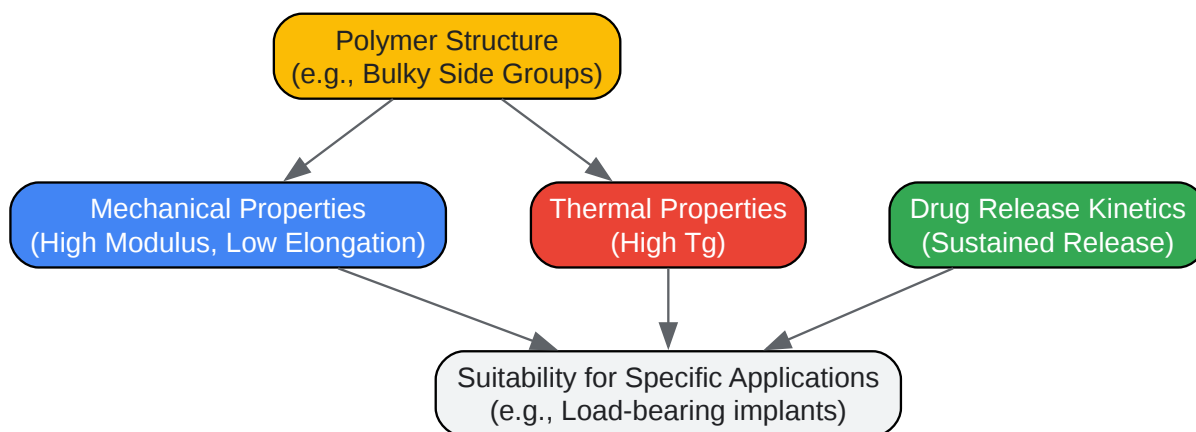 Polymer Structure
(e.g., Bulky Side Groups)
Mechanical Properties
(High Modulus, Low Elongation)
Thermal Properties
(High Tg)
Drug Release Kinetics
(Sustained Release)
Suitability for Specific Applications
(e.g., Load-bearing implants)